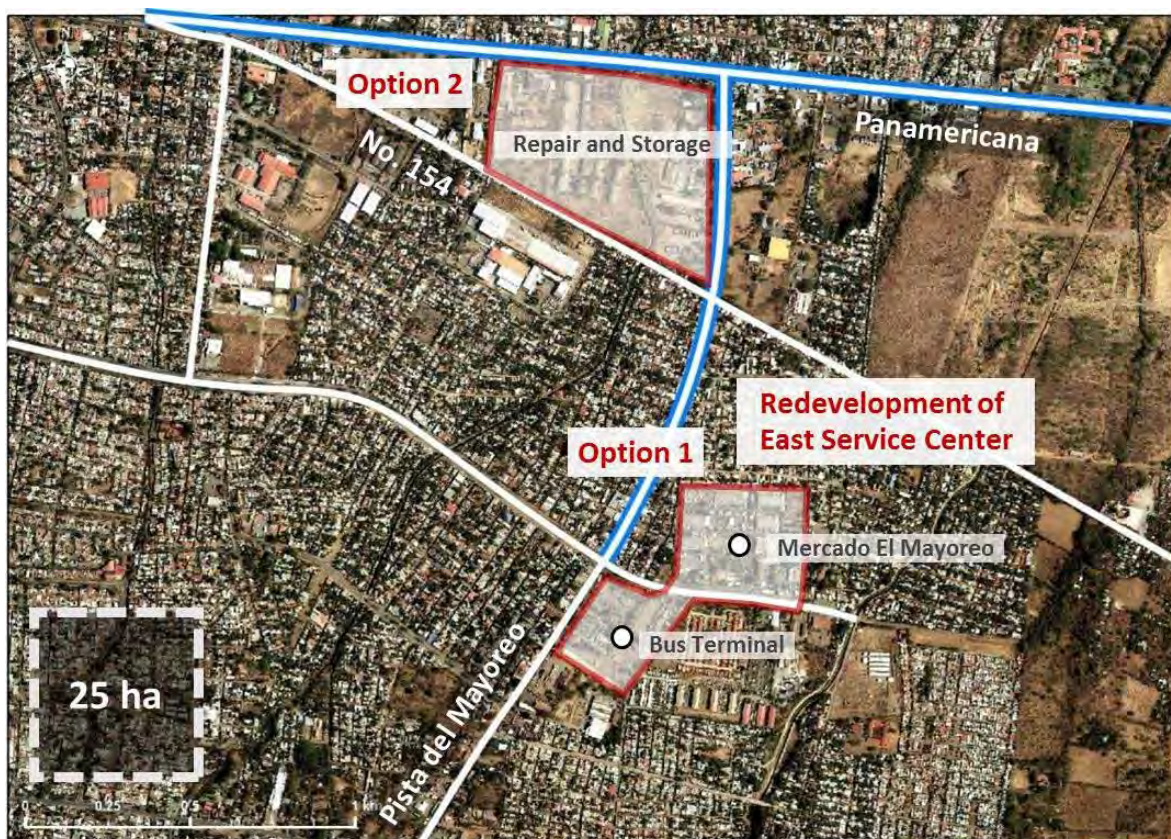 Option 2
Repair and Storage
Panamericana
No. 154
Redevelopment of
East Service Center
Option 1
Mercado El Mayoreo
Bus Terminal
Pista del Mayoreo
25 ha
0 0.25 0.5 1